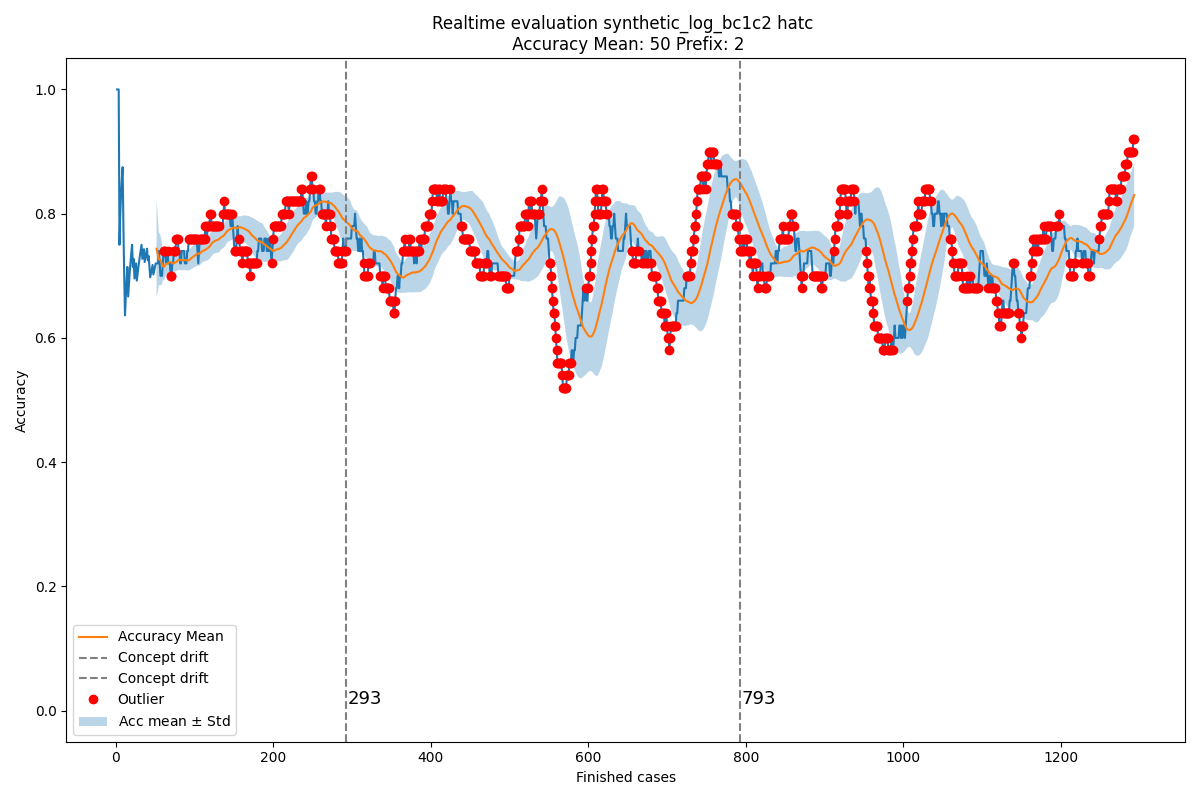 Realtime evaluation synthetic_log_bc1c2 hatc
Accuracy Mean: 50 Prefix: 2
Accuracy
1.0
0.8
0.6
0.4
0.2
0.0
Accuracy Mean
Concept drift
Concept drift
Outlier
Acc mean ± Std
293
793
0
200
400
600
800
1000
1200
Finished cases